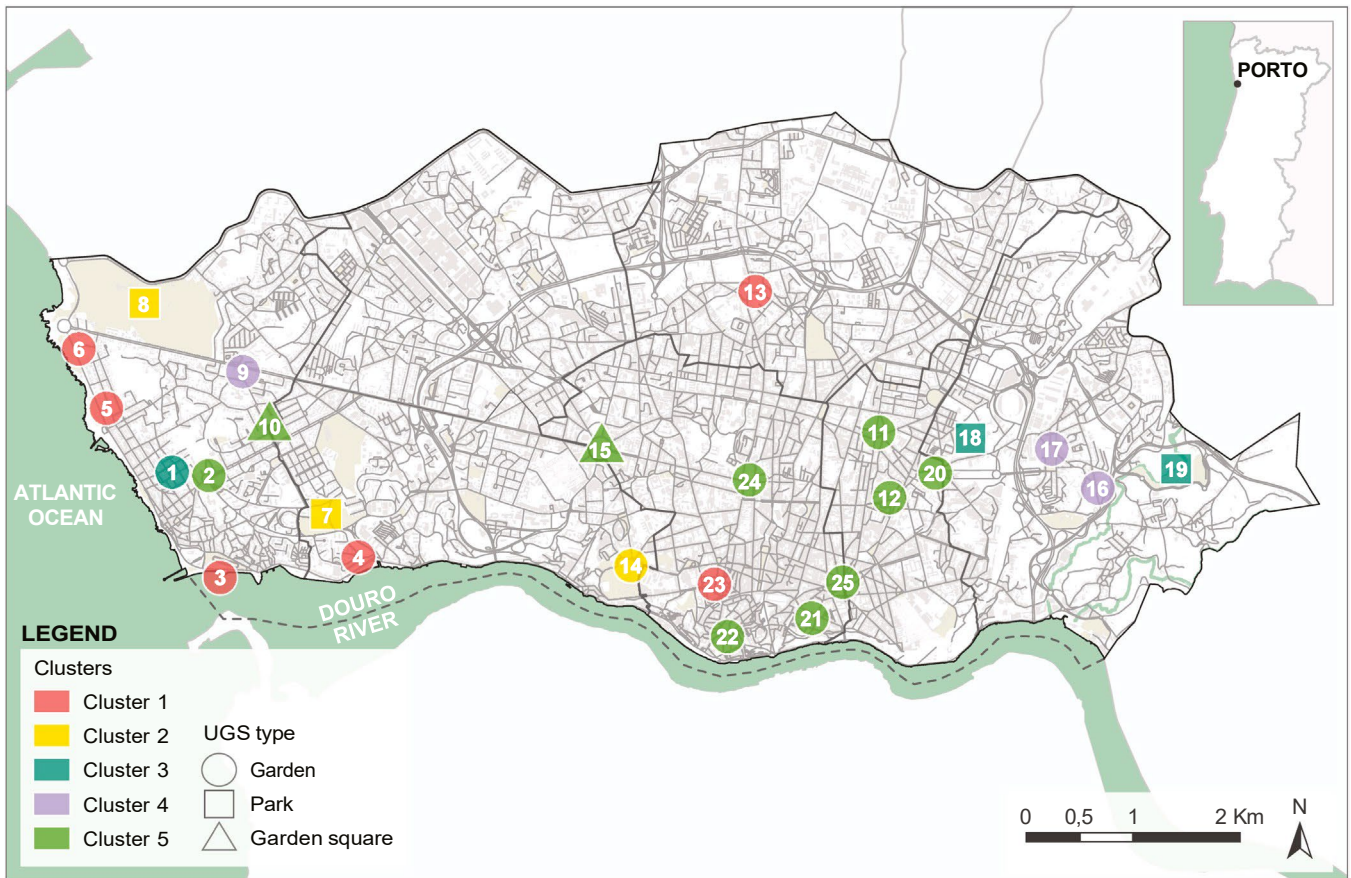 PORTO
13
8
6
9
5
10
11
18
15
17
1
2
24
20
19
16
12
ATLANTIC
OCEAN
7
4
14
3
23
25
DOURO
RIVER
21
22
LEGEND
Clusters
Cluster 1
Cluster 2
Cluster 3
Cluster 4
Cluster 5
UGS type
Garden
Park
Garden square
0 0,5 1 2 Km
N